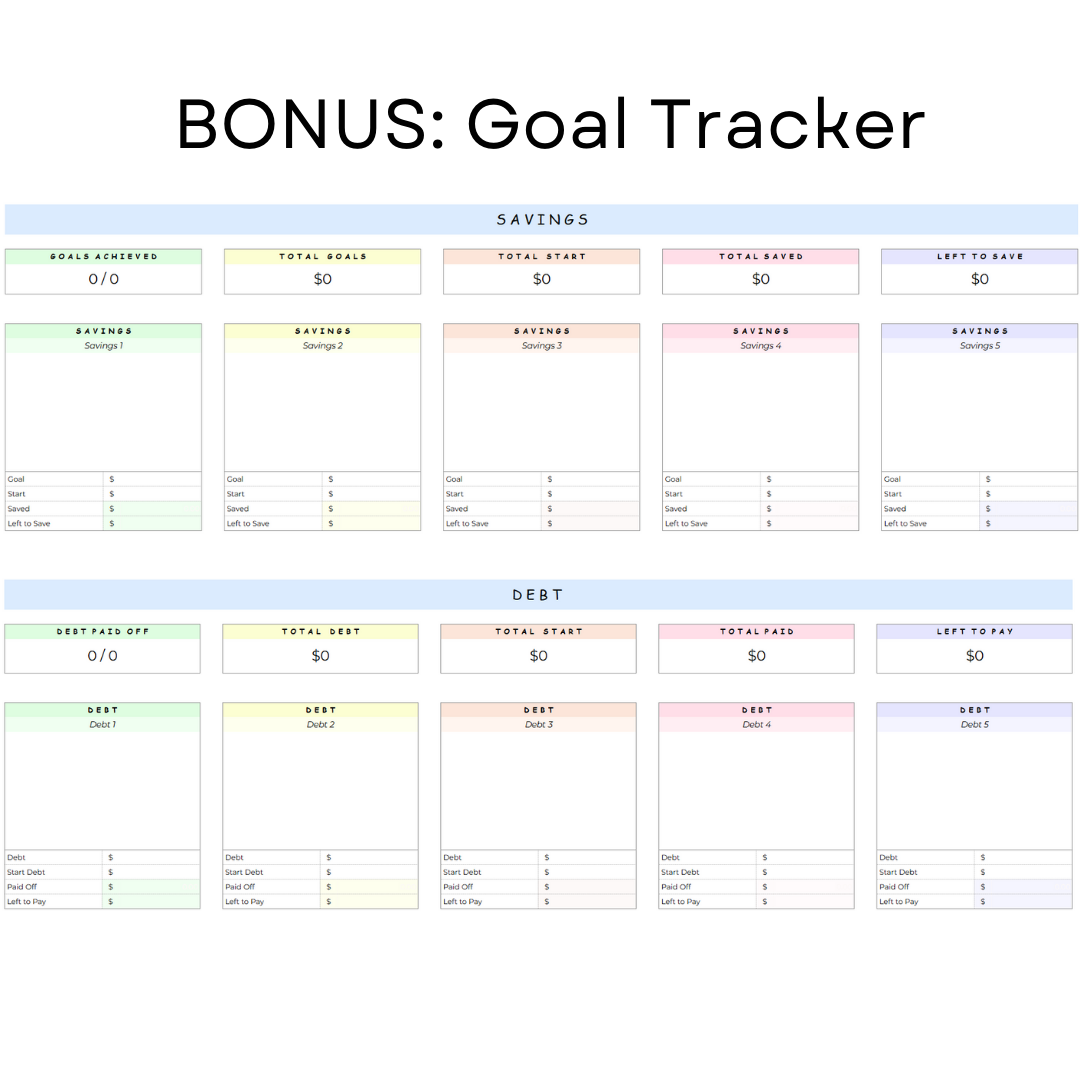 BONUS: Goal Tracker
SAVINGS
GOALS ACHIEVED TOTAL GOALS TOTAL START TOTAL SAVED LEFT TO SAVE
0 / 0 $0 $0 $0 $0
SAVINGS SAVINGS SAVINGS SAVINGS SAVINGS
Savings 1 Savings 2 Savings 3 Savings 4 Savings 5
Goal $ Goal $ Goal $ Goal $ Goal $
Start $ Start $ Start $ Start $ Start $
Saved $ Saved $ Saved $ Saved $ Saved $
Left to Save $ Left to Save $ Left to Save $ Left to Save $ Left to Save $
DEBT
DEBT PAID OFF TOTAL DEBT TOTAL START TOTAL PAID LEFT TO PAY
0 / 0 $0 $0 $0 $0
DEBT DEBT DEBT DEBT DEBT
Debt 1 Debt 2 Debt 3 Debt 4 Debt 5
Debt $ Debt $ Debt $ Debt $ Debt $
Start Debt $ Start Debt $ Start Debt $ Start Debt $ Start Debt $
Paid Off $ Paid Off $ Paid Off $ Paid Off $ Paid Off $
Left to Pay $ Left to Pay $ Left to Pay $ Left to Pay $ Left to Pay $